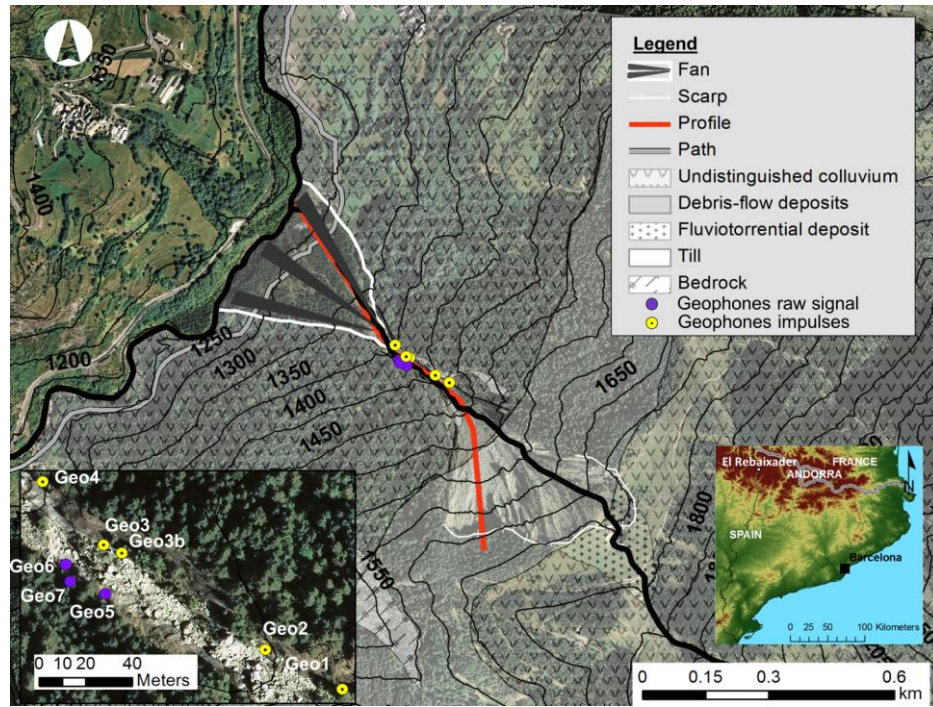 1350
1400
1200
1250
1300
1350
1400
1450
1550
1650
1800
Legend
Fan
Scarp
Profile
Path
Undistinguished colluvium
Debris-flow deposits
Fluviotorrential deposit
Till
Bedrock
Geophones raw signal
Geophones impulses
Geo4
Geo3
Geo3b
Geo6
Geo7
Geo5
Geo2
Geo1
0 10 20 40
Meters
El Rebaixader
FRANCE
ANDORRA
N
SPAIN
Barcelona
0 25 50 100 Kilometers
0 0.15 0.3 0.6
km